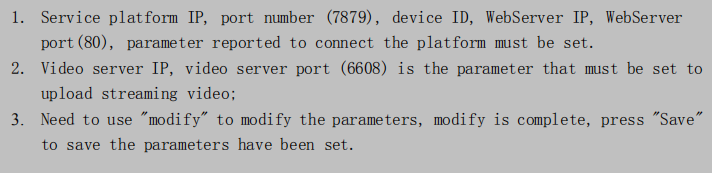 1. Service platform IP, port number (7879), device ID, WebServer IP, WebServer
port(80), parameter reported to connect the platform must be set.
2. Video server IP, video server port (6608) is the parameter that must be set to
upload streaming video;
3. Need to use ″modify″ to modify the parameters, modify is complete, press ″Save″
to save the parameters have been set.